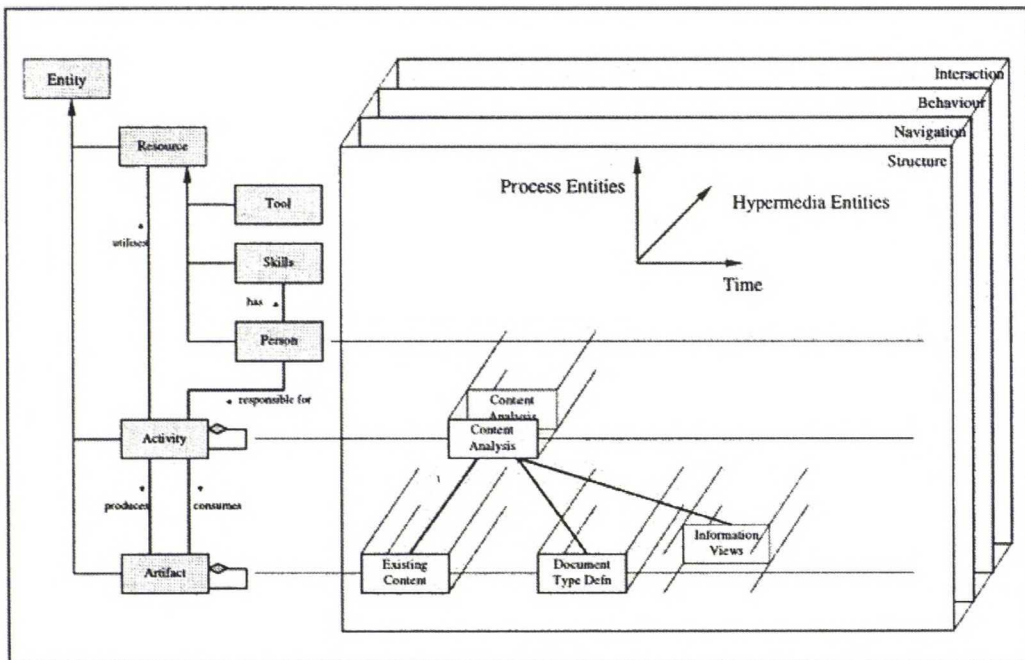 Entity
Resource
Tool
utilises
Skills
has
Person
responsible for
Activity
produces
consumes
Artifact
Interaction
Behaviour
Navigation
Structure
Process Entities
Hypermedia Entities
Time
Content
Analysis
Content
Analysis
Existing
Content
Document
Type Defn
Information
Views